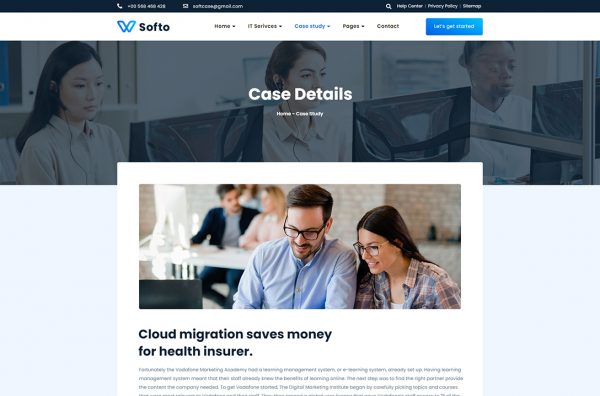 +00 568 468 428
softcase@gmail.com
Help Center | Privacy Policy | Sitemap
Softo
Home
IT Serivces
Case study
Pages
Contact
Let's get started
Case Details
Home - Case Study
Cloud migration saves money
for health insurer.
Fortunately the Vodafone Marketing Academy had a learning management system, or e-learning system, already set up. Having learning
management system meant that their staff already knew the benefits of learning online. The next step was to find the right partner provide
the content the company needed. To get Vodafone started, The Digital Marketing Institute began by carefully picking topics and courses